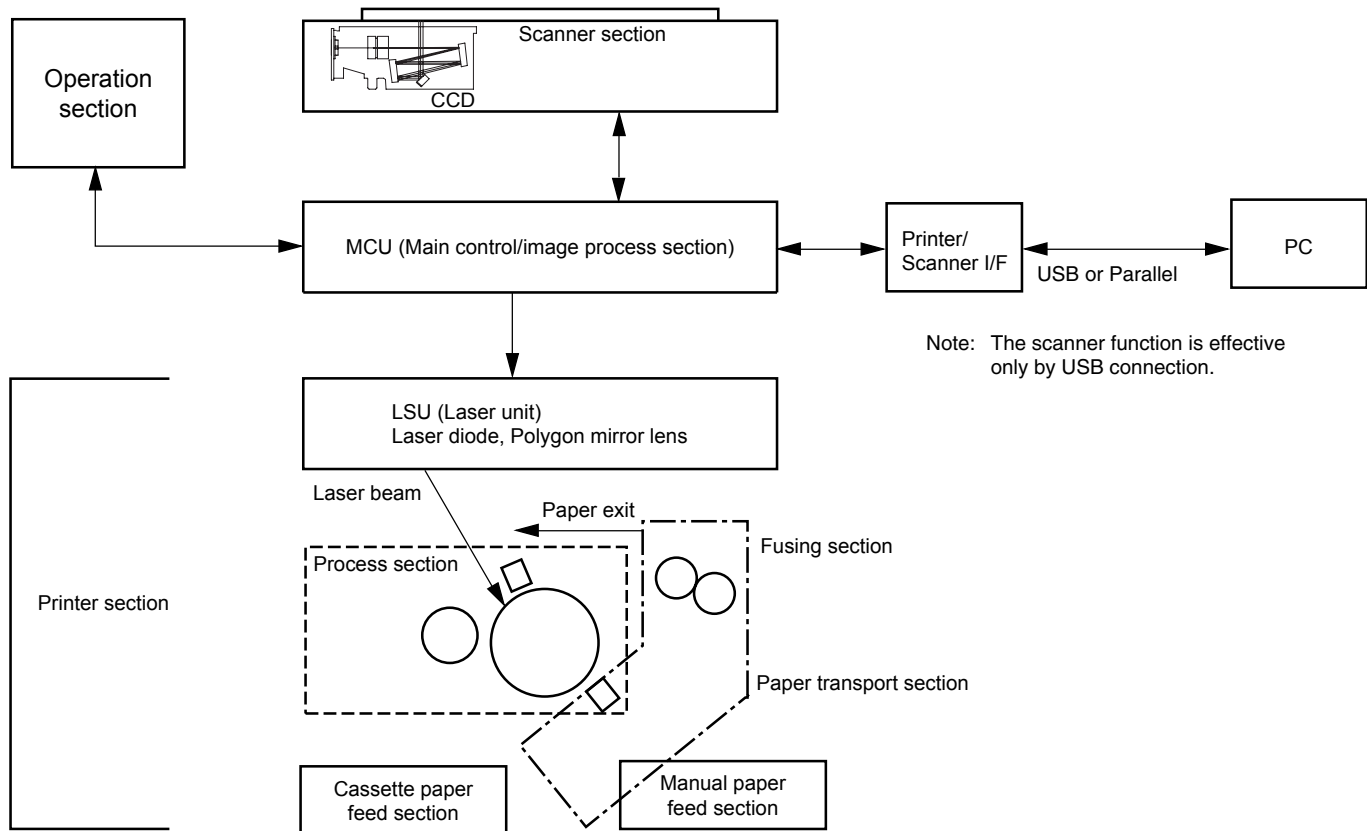 Operation
section
Scanner section
CCD
MCU (Main control/image process section)
Printer/
Scanner I/F
USB or Parallel
PC
Note: The scanner function is effective
only by USB connection.
LSU (Laser unit)
Laser diode, Polygon mirror lens
Laser beam
Paper exit
Process section
Fusing section
Printer section
Paper transport section
Cassette paper
feed section
Manual paper
feed section